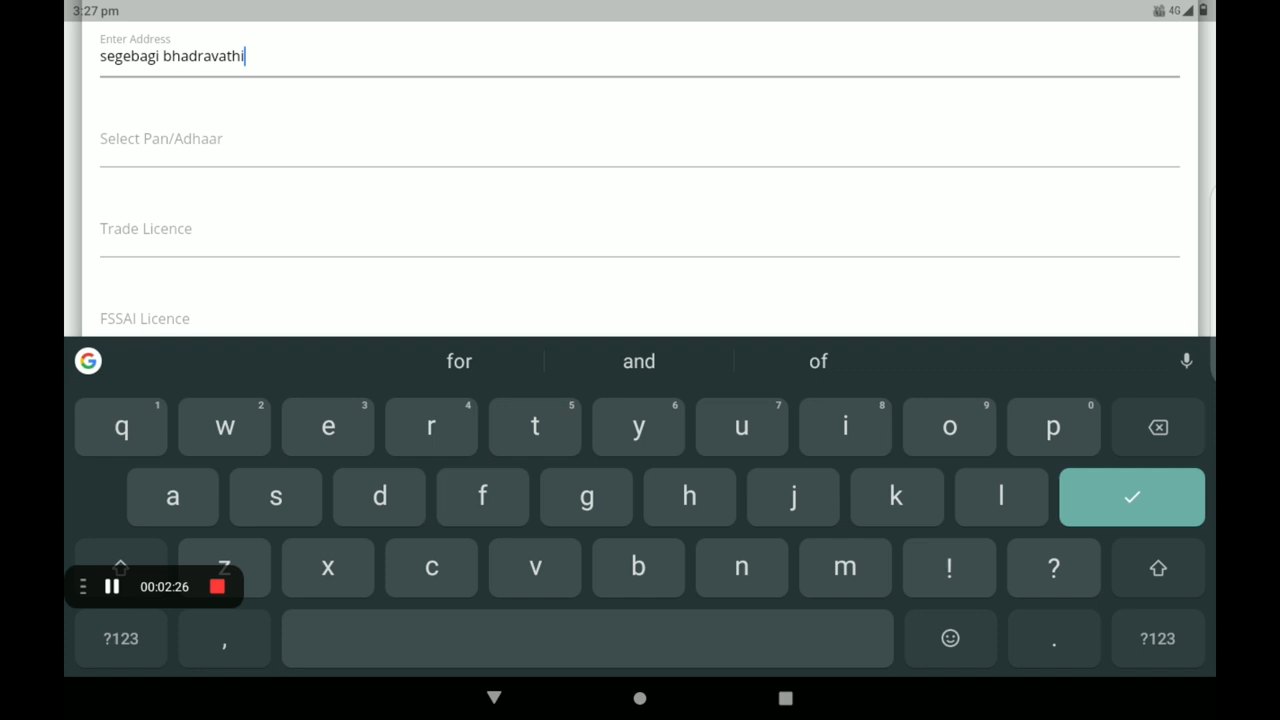 3:27 pm
4G
Enter Address
segebagi bhadravathi
Select Pan/Adhaar
Trade Licence
FSSAI Licence
G for and of
q 1 w 2 e 3 r 4 t 5 y 6 u 7 i 8 o 9 p 0
a s d f g h j k l
z x c v b n m ! ?
00:02:26
?123 , . ?123